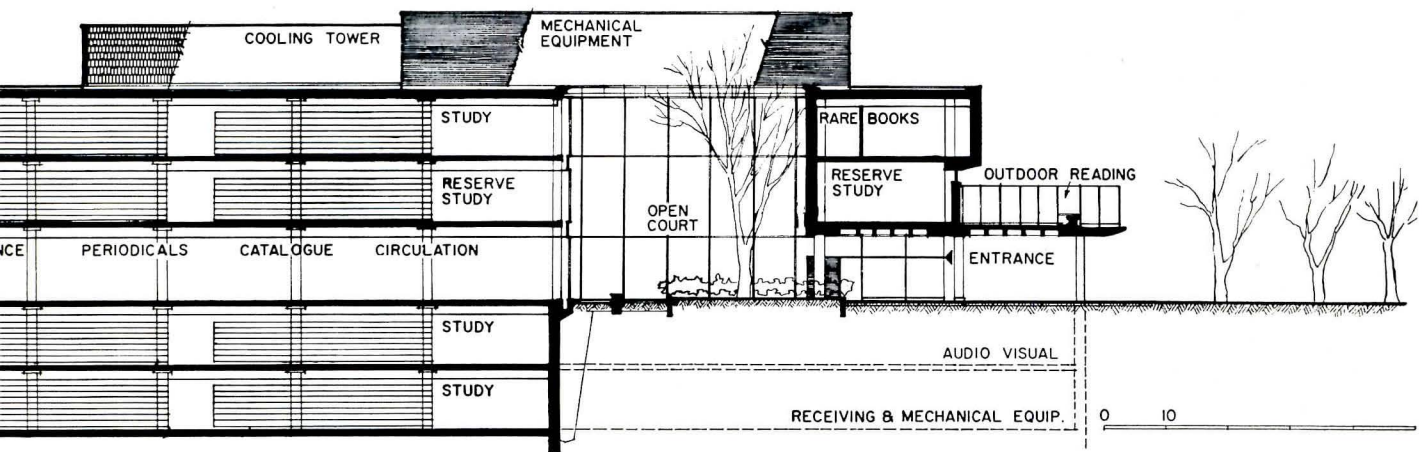 COOLING TOWER
MECHANICAL
EQUIPMENT
STUDY
RARE BOOKS
RESERVE
STUDY
RESERVE
STUDY
OUTDOOR READING
OPEN
COURT
NCE PERIODICALS CATALOGUE CIRCULATION
ENTRANCE
STUDY
AUDIO VISUAL
STUDY
RECEIVING & MECHANICAL EQUIP.
0 10